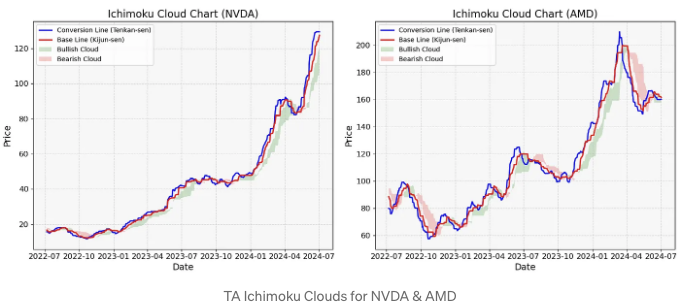 Ichimoku Cloud Chart (NVDA)
Conversion Line (Tenkan-sen)
Base Line (Kijun-sen)
Bullish Cloud
Bearish Cloud
120
100
80
60
40
20
Price
2022-07 2022-10 2023-01 2023-04 2023-07 2023-10 2024-01 2024-04 2024-07
Date
Ichimoku Cloud Chart (AMD)
Conversion Line (Tenkan-sen)
Base Line (Kijun-sen)
Bullish Cloud
Bearish Cloud
200
180
160
140
120
100
80
60
Price
2022-07 2022-10 2023-01 2023-04 2023-07 2023-10 2024-01 2024-04 2024-07
Date
TA Ichimoku Clouds for NVDA & AMD